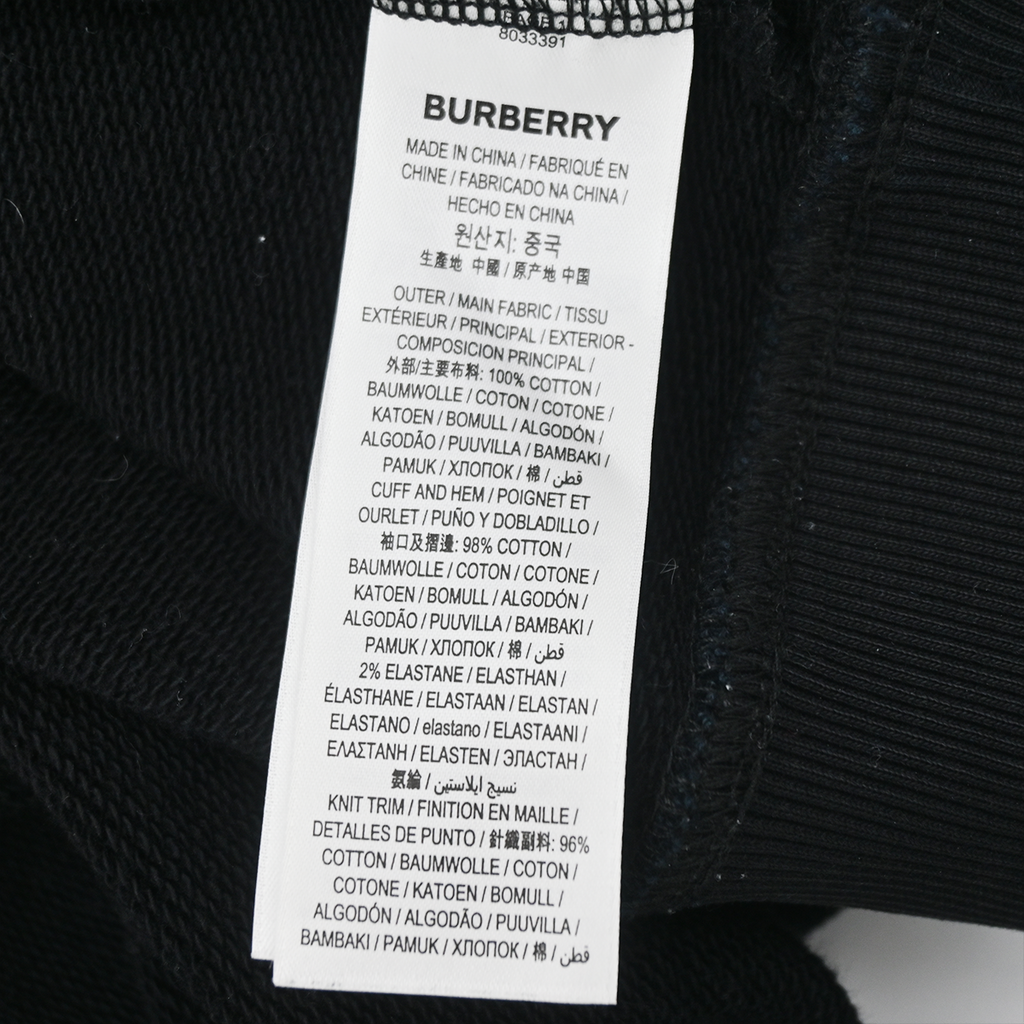 PAGE 1
8033391
BURBERRY
MADE IN CHINA / FABRIQUÉ EN
CHINE / FABRICADO NA CHINA /
HECHO EN CHINA
원산지: 중국
生產地 中國 / 原产地 中国
OUTER / MAIN FABRIC / TISSU
EXTÉRIEUR / PRINCIPAL / EXTERIOR -
COMPOSICION PRINCIPAL /
外部/主要布料: 100% COTTON /
BAUMWOLLE / COTON / COTONE /
KATOEN / BOMULL / ALGODÓN /
ALGODÃO / PUUVILLA / BAMBAKI /
PAMUK / ХЛОПОК / 棉 / قطن
CUFF AND HEM / POIGNET ET
OURLET / PUÑO Y DOBLADILLO /
袖口及摺邊: 98% COTTON /
BAUMWOLLE / COTON / COTONE /
KATOEN / BOMULL / ALGODÓN /
ALGODÃO / PUUVILLA / BAMBAKI /
PAMUK / ХЛОПОК / 棉 / قطن
2% ELASTANE / ELASTHAN /
ÉLASTHANE / ELASTAAN / ELASTAN /
ELASTANO / elastano / ELASTAANI /
ΕΛΑΣΤΑΝΗ / ELASTEN / ЭЛАСТАН /
氨綸 / نسيج ايلاستين
KNIT TRIM / FINITION EN MAILLE /
DETALLES DE PUNTO / 針織副料: 96%
COTTON / BAUMWOLLE / COTON /
COTONE / KATOEN / BOMULL /
ALGODÓN / ALGODÃO / PUUVILLA /
BAMBAKI / PAMUK / ХЛОПОК / 棉 / قطن